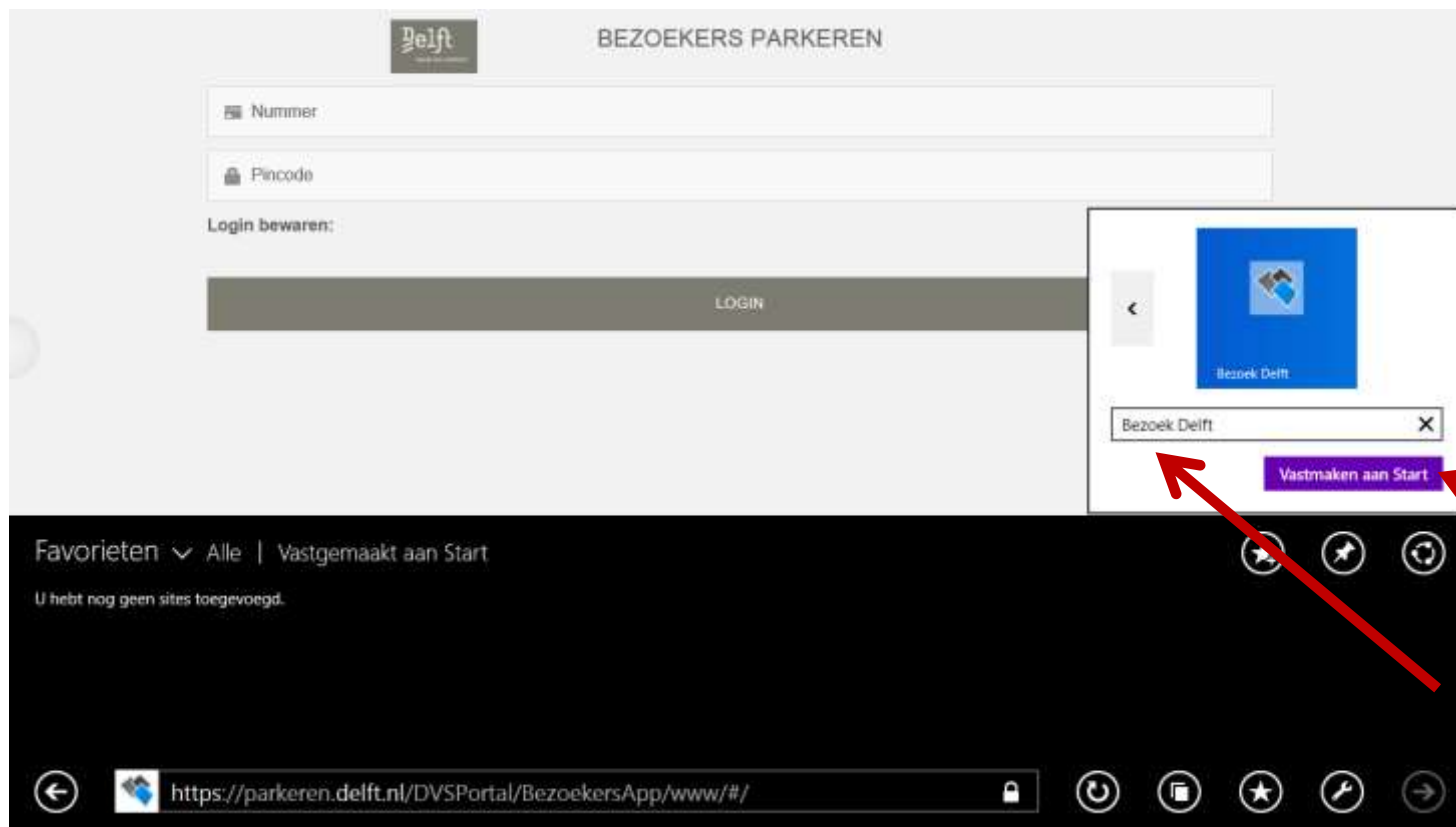 Delft
BEZOEKERS PARKEREN
Nummer
Pincode
Login bewaren:
LOGIN
Bezoek Delft
Bezoek Delft
Vastmaken aan Start
Favorieten Alle | Vastgemaakt aan Start
U hebt nog geen sites toegevoegd.
https://parkeren.delft.nl/DVSPortal/BezoekersApp/www/#/